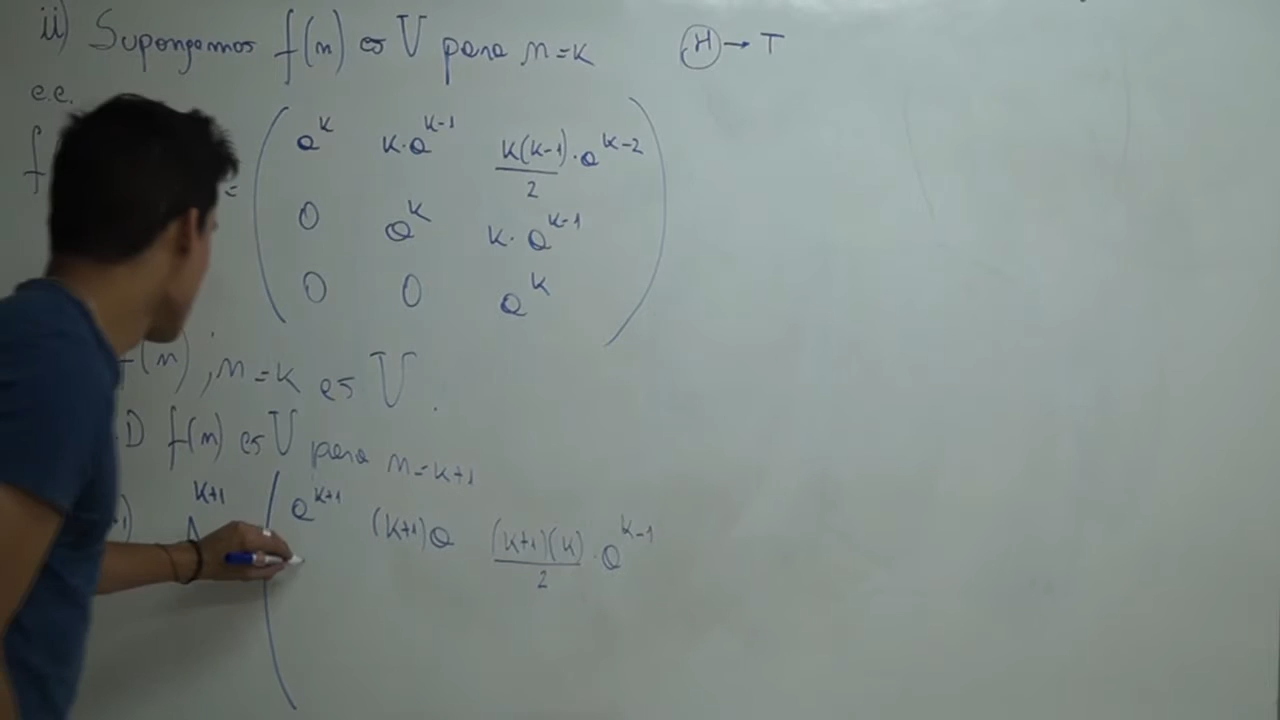 ii) Supongamos f(n) es V para n=k (H)→T
e.e.
f = ( a^k k·a^{k-1} k(k-1)/2 · a^{k-2}
0 a^k k·a^{k-1}
0 0 a^k )
f(n), n=k es V.
D f(n) es V para n=k+1
k+1 ( a^{k+1} (k+1)a (k+1)(k)/2 · a^{k-1}